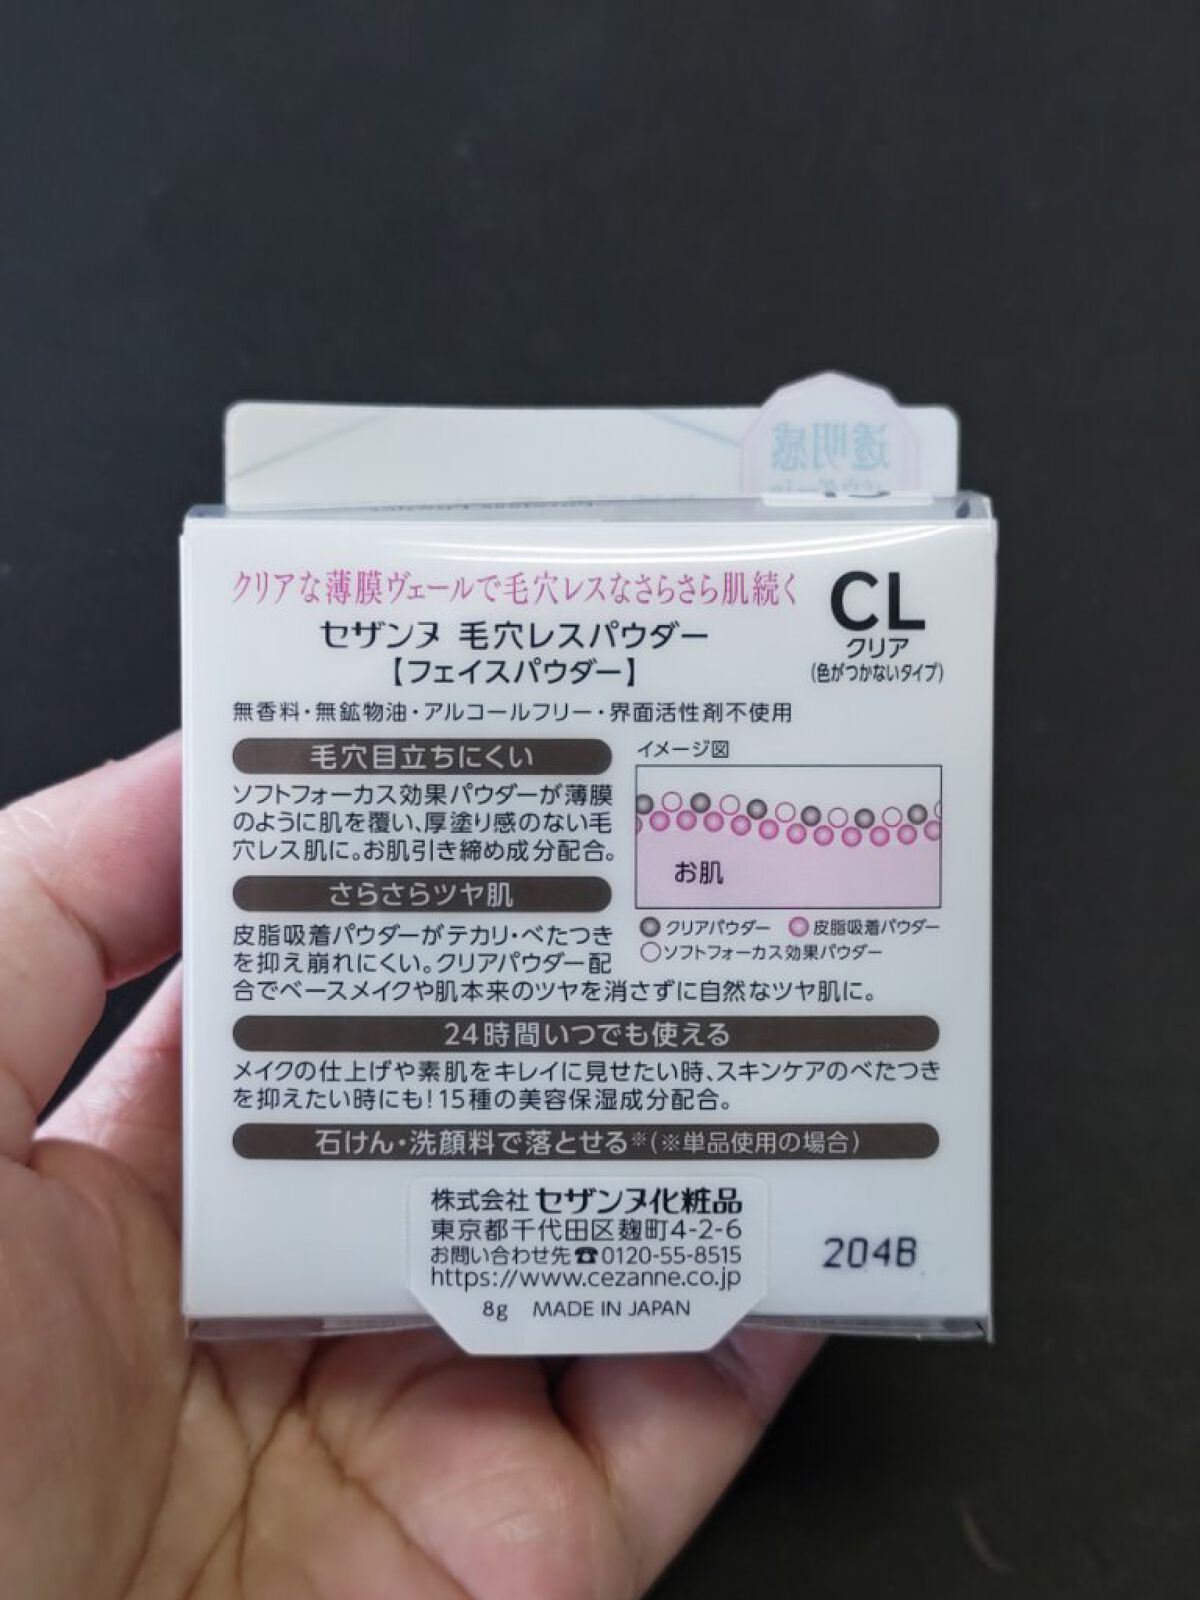 透明感
クリアな薄膜ヴェールで毛穴レスなさらさら肌続く
セザンヌ 毛穴レスパウダー
【フェイスパウダー】
CL
クリア
(色がつかないタイプ)
無香料・無鉱物油・アルコールフリー・界面活性剤不使用
毛穴目立ちにくい
ソフトフォーカス効果パウダーが薄膜
のように肌を覆い、厚塗り感のない毛
穴レス肌に。お肌引き締め成分配合。
イメージ図
お肌
クリアパウダー 皮脂吸着パウダー
ソフトフォーカス効果パウダー
さらさらツヤ肌
皮脂吸着パウダーがテカリ・べたつき
を抑え崩れにくい。クリアパウダー配
合でベースメイクや肌本来のツヤを消さずに自然なツヤ肌に。
24時間いつでも使える
メイクの仕上げや素肌をキレイに見せたい時、スキンケアのべたつき
を抑えたい時にも!15種の美容保湿成分配合。
石けん・洗顔料で落とせる※(※単品使用の場合)
株式会社 セザンヌ化粧品
東京都千代田区麹町4-2-6
お問い合わせ先☎0120-55-8515
https://www.cezanne.co.jp
8g MADE IN JAPAN
204B